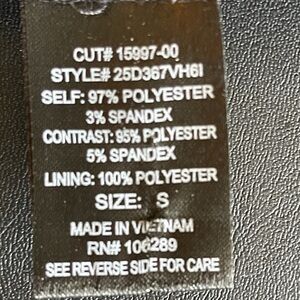 CUT# 15997-00
STYLE# 25D367VH6I
SELF: 97% POLYESTER
3% SPANDEX
CONTRAST: 95% POLYESTER
5% SPANDEX
LINING: 100% POLYESTER
SIZE: S
MADE IN VIETNAM
RN# 106289
SEE REVERSE SIDE FOR CARE